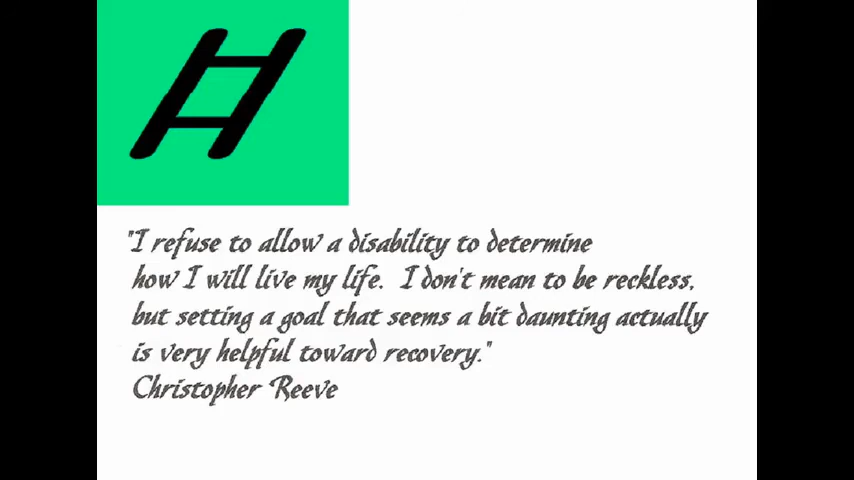 "I refuse to allow a disability to determine
how I will live my life. I don't mean to be reckless,
but setting a goal that seems a bit daunting actually
is very helpful toward recovery."
Christopher Reeve